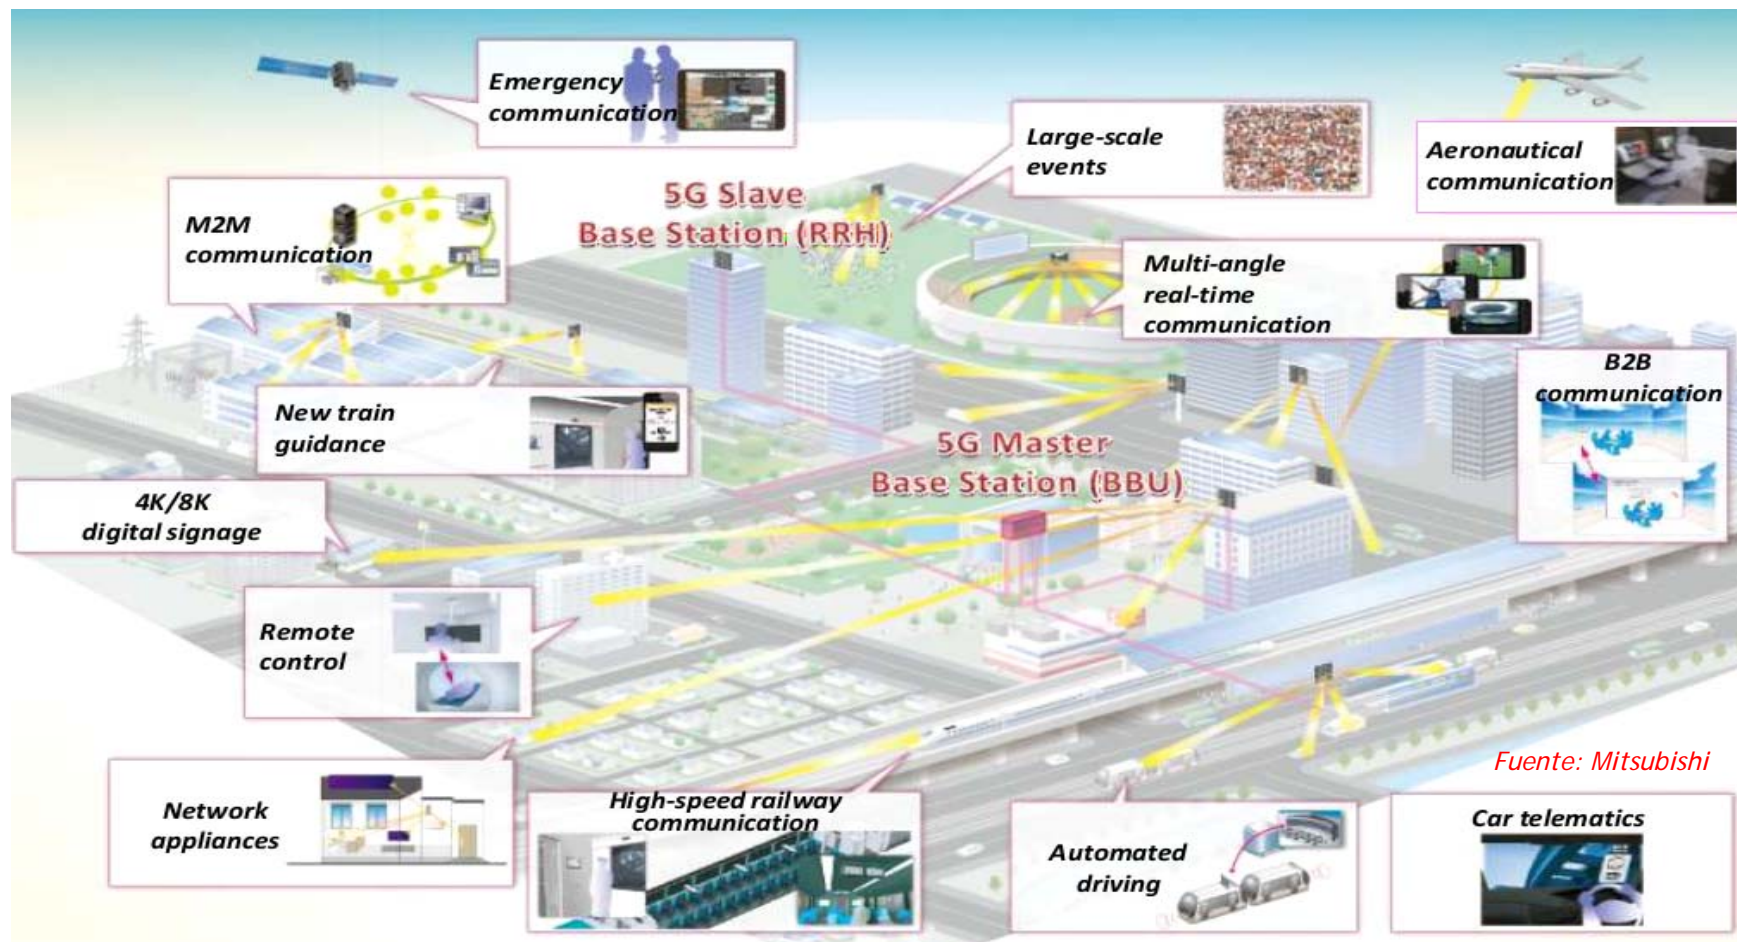 Emergency
communication
Large-scale
events
Aeronautical
communication
M2M
communication
5G Slave
Base Station (RRH)
Multi-angle
real-time
communication
B2B
communication
New train
guidance
5G Master
Base Station (BBU)
4K/8K
digital signage
Remote
control
Fuente: Mitsubishi
Network
appliances
High-speed railway
communication
Automated
driving
Car telematics